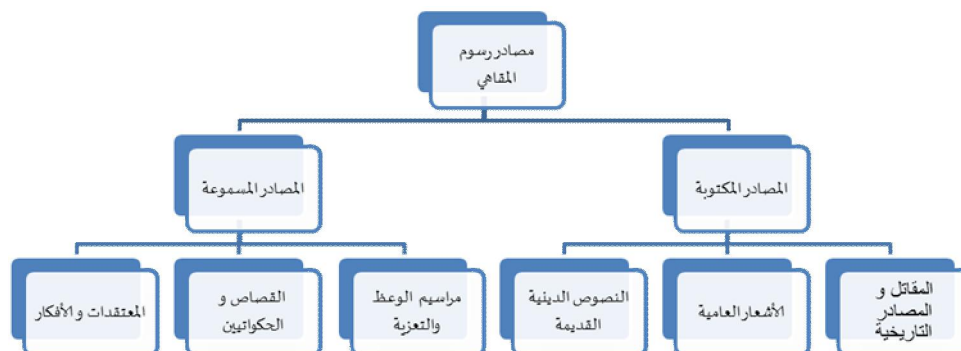 مصادر رسوم
المقاهي
المصادر المكتوبة
المصادر المسموعة
المقاتل و
المصادر
التاريخية
الأشعار العامية
النصوص الدينية
القديمة
مراسيم الوعظ
والتعزية
القصاص و
الحكواتيين
المعتقدات و الأفكار